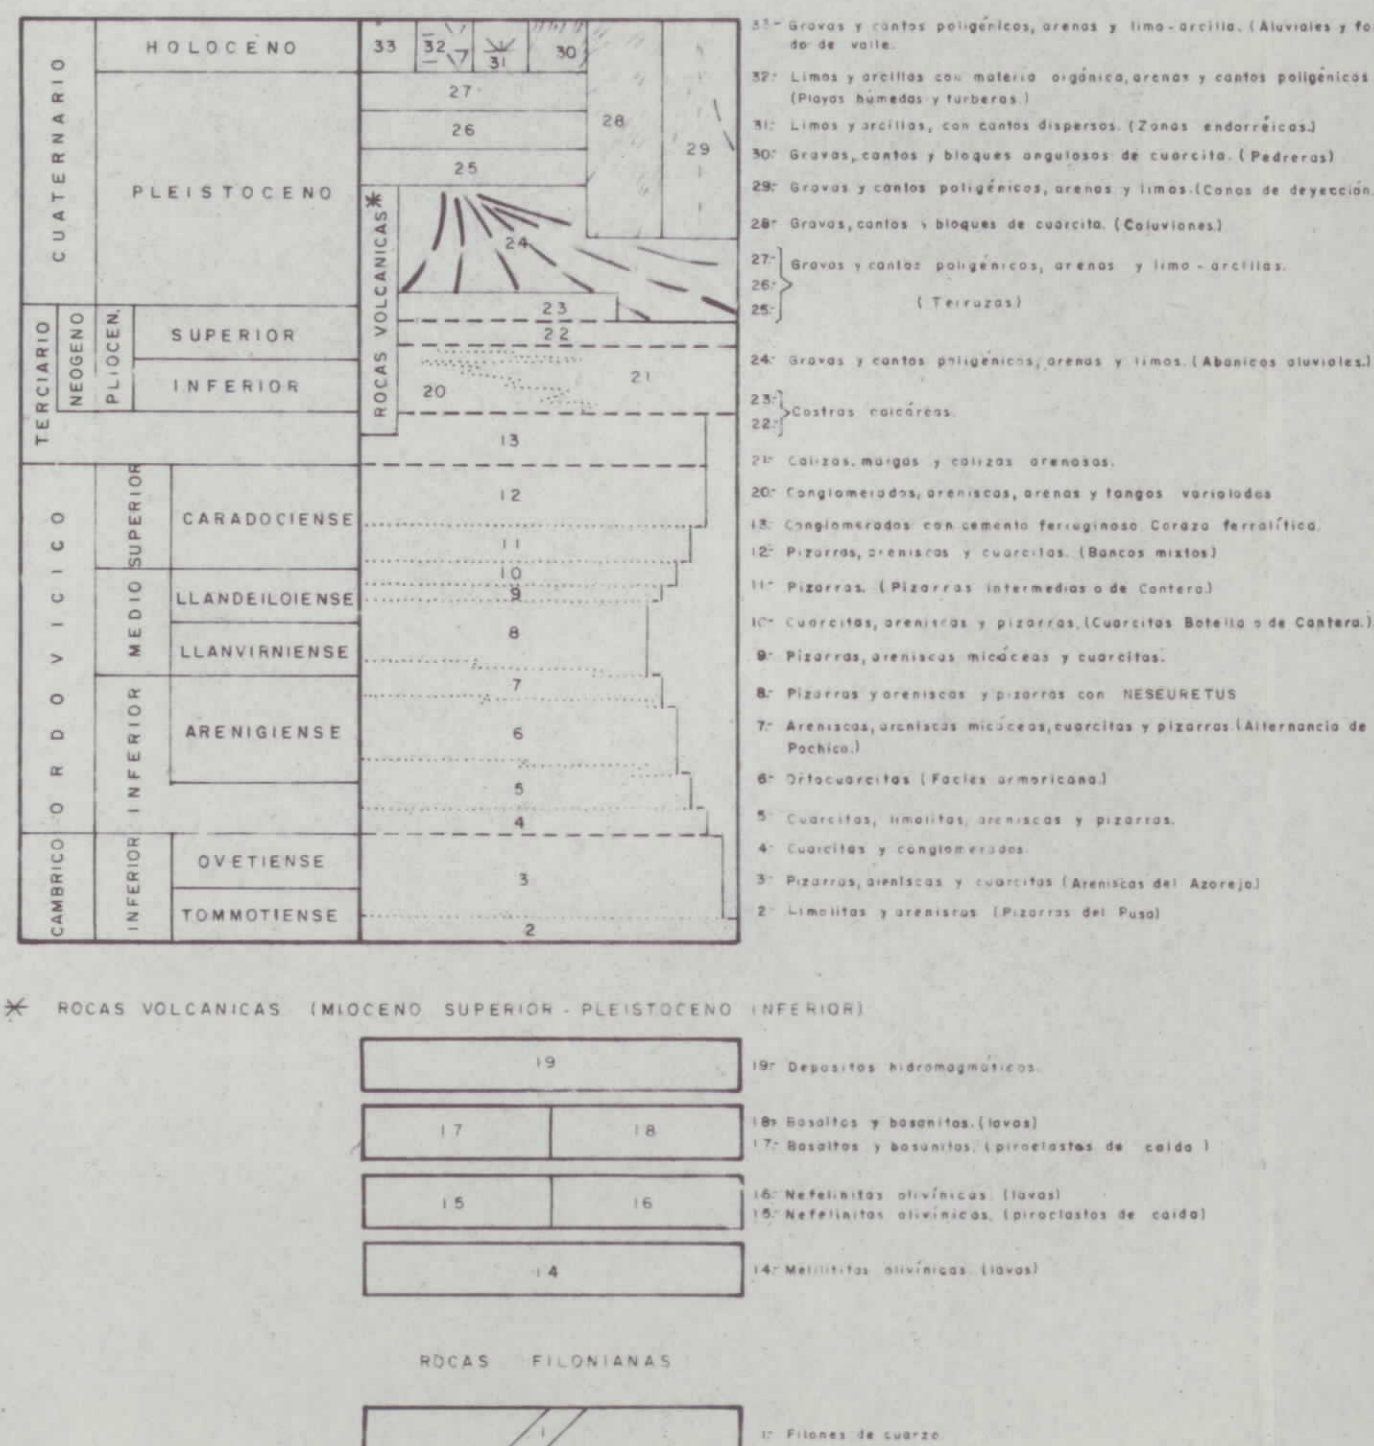 CUATERNARIO
HOLOCENO
PLEISTOCENO
TERCIARIO
NEOGENO
PLIOCEN.
SUPERIOR
INFERIOR
ORDOVICICO
SUPERIOR
MEDIO
INFERIOR
CARADOCIENSE
LLANDEILOIENSE
LLANVIRNIENSE
ARENIGIENSE
CAMBRICO
INFERIOR
OVETIENSE
TOMMOTIENSE
33
32
31
30
27
26
25
28
29
ROCAS VOLCANICAS*
24
23
22
21
20
13
12
11
10
9
8
7
6
5
4
3
2
33.- Gravas y cantos poligénicos, arenas y limo-arcilla. (Aluviales y fo
do de valle.
32.- Limos y arcillas con materia orgánica, arenas y cantos poligénicos
(Playas húmedas y turberas.)
31.- Limos y arcillas, con cantos dispersos. (Zonas endorréicas.)
30.- Gravas, cantos y bloques angulosos de cuarcita. (Pedreras)
29.- Gravas y cantos poligénicos, arenas y limos. (Conos de deyección.
28.- Gravas, cantos y bloques de cuarcita. (Coluviones.)
27.-
26.-
25.-
Gravas y cantos poligénicos, arenas y limo-arcillas.
(Terrazas)
24.- Gravas y cantos poligénicos, arenas y limos. (Abanicos aluviales.)
23.-
22.-
Costras calcáreas.
21.- Calizas, margas y calizas arenosas.
20.- Conglomerados, areniscas, arenas y fangos variolados
13.- Conglomerados con cemento ferruginoso. Coraza ferralítica.
12.- Pizarras, areniscas y cuarcitas. (Bancos mixtos)
11.- Pizarras. (Pizarras intermedias o de Cantera.)
10.- Cuarcitas, areniscas y pizarras. (Cuarcitas Botella o de Cantera.)
9.- Pizarras, areniscas micáceas y cuarcitas.
8.- Pizarras y areniscas y pizarras con NESEURETUS
7.- Areniscas, areniscas micáceas, cuarcitas y pizarras. (Alternancia de
Pochico.)
6.- Ortocuarcitas (Facies armoricana.)
5.- Cuarcitas, limolitas, areniscas y pizarras.
4.- Cuarcitas y conglomerados.
3.- Pizarras, areniscas y cuarcitas (Areniscas del Azorejo.)
2.- Limolitas y areniscas (Pizarras del Pusa)
* ROCAS VOLCANICAS (MIOCENO SUPERIOR - PLEISTOCENO INFERIOR)
19
19.- Depositos hidromagmáticos.
17
18
18.- Basaltos y basanitas. (lavas)
17.- Basaltos y basanitas. (piroclastos de caida)
15
16
16.- Nefelinitas olivínicas. (lavas)
15.- Nefelinitas olivínicas. (piroclastos de caida)
14
14.- Melilititas olivínicas. (lavas)
ROCAS FILONIANAS
1
1.- Filones de cuarzo